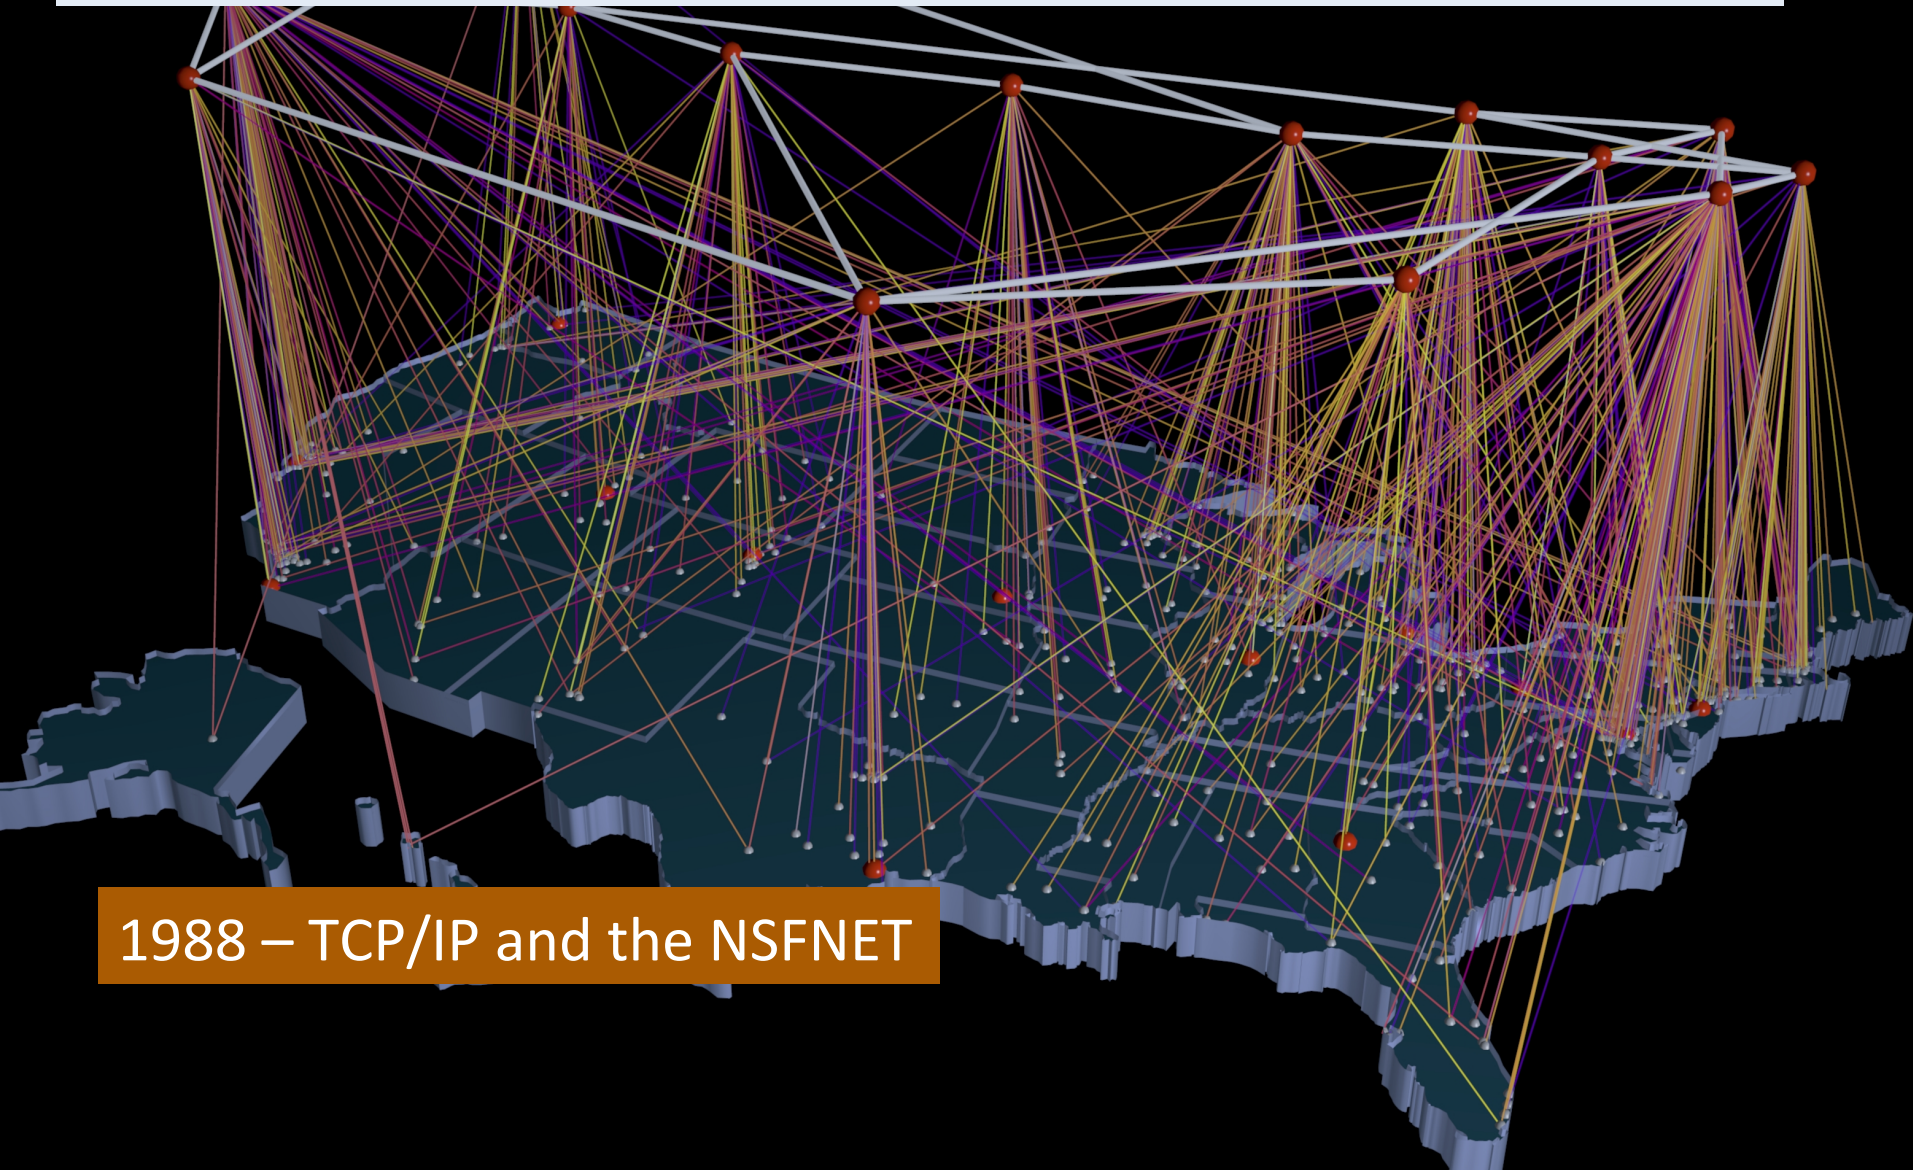 1988 – TCP/IP and the NSFNET